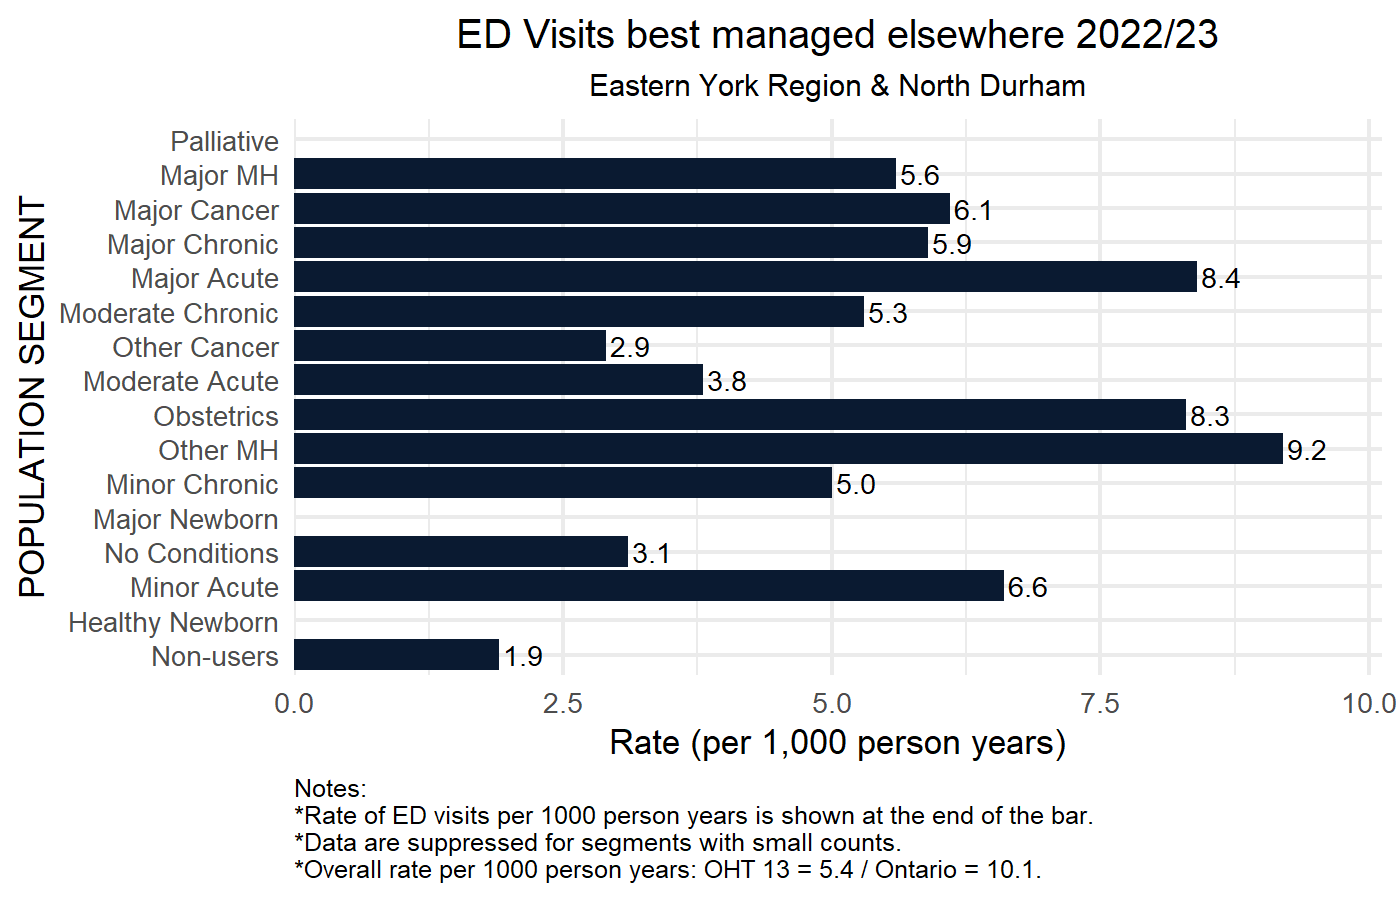 ED Visits best managed elsewhere 2022/23
Eastern York Region & North Durham
POPULATION SEGMENT
Palliative
Major MH 5.6
Major Cancer 6.1
Major Chronic 5.9
Major Acute 8.4
Moderate Chronic 5.3
Other Cancer 2.9
Moderate Acute 3.8
Obstetrics 8.3
Other MH 9.2
Minor Chronic 5.0
Major Newborn
No Conditions 3.1
Minor Acute 6.6
Healthy Newborn
Non-users 1.9
0.0 2.5 5.0 7.5 10.0
Rate (per 1,000 person years)
Notes:
*Rate of ED visits per 1000 person years is shown at the end of the bar.
*Data are suppressed for segments with small counts.
*Overall rate per 1000 person years: OHT 13 = 5.4 / Ontario = 10.1.